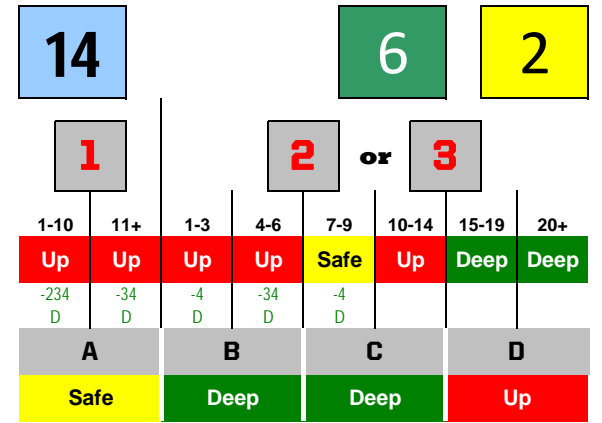 14 6 2
1 2 or 3
1-10 11+ 1-3 4-6 7-9 10-14 15-19 20+
Up Up Up Up Safe Up Deep Deep
-234 -34 -4 -34 -4
D D D D D
A B C D
Safe Deep Deep Up